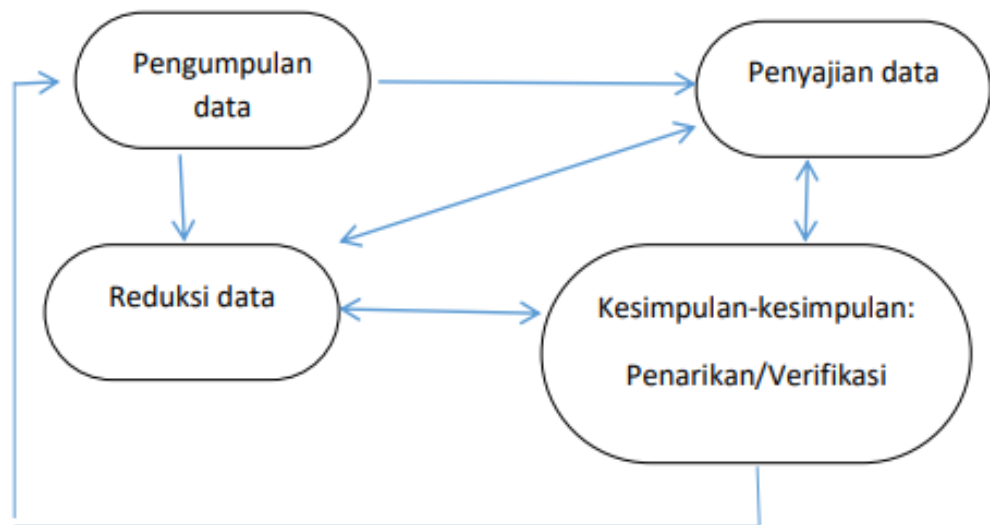 Pengumpulan
data
Penyajian data
Reduksi data
Kesimpulan-kesimpulan:
Penarikan/Verifikasi